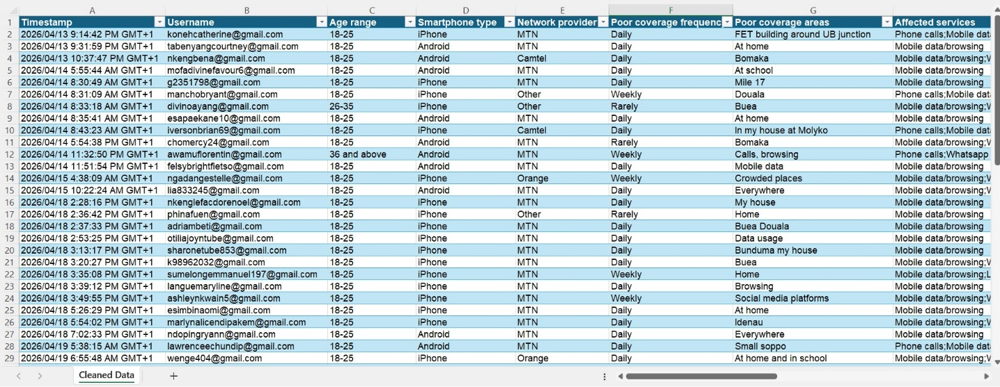 A B C D E F G
1 Timestamp Username Age range Smartphone type Network provider Poor coverage frequenc Poor coverage areas Affected services
2 2026/04/13 9:14:42 PM GMT+1 konehcatherine@gmail.com 18-25 iPhone MTN Daily FET building around UB junction Phone calls;Mobile dat
3 2026/04/13 9:31:59 PM GMT+1 tabenyangcourtney@gmail.com 18-25 Android MTN Daily At home Mobile data/browsing
4 2026/04/13 10:37:47 PM GMT+1 nkengbena@gmail.com 18-25 Android Camtel Daily Bomaka Mobile data/browsing;V
5 2026/04/14 5:55:44 AM GMT+1 mofadivinefavour6@gmail.com 18-25 Android MTN Daily At school Mobile data/browsing
6 2026/04/14 8:30:49 AM GMT+1 g2351798@gmail.com 18-25 iPhone MTN Daily Mile 17 Mobile data/browsing
7 2026/04/14 8:31:09 AM GMT+1 manchobryant@gmail.com 18-25 iPhone Other Weekly Douala Phone calls;Mobile dat
8 2026/04/14 8:33:18 AM GMT+1 divinoayang@gmail.com 26-35 iPhone Other Rarely Buea Mobile data/browsing;V
9 2026/04/14 8:35:41 AM GMT+1 esapaekane10@gmail.com 18-25 Android MTN Daily At home Mobile data/browsing
10 2026/04/14 8:43:23 AM GMT+1 iversonbrian69@gmail.com 18-25 iPhone Camtel Daily In my house at Molyko Phone calls;Mobile dat
11 2026/04/14 5:54:38 PM GMT+1 chomercy24@gmail.com 18-25 Android MTN Rarely Bomaka Mobile data/browsing;V
12 2026/04/14 11:32:50 PM GMT+1 awamuflorentin@gmail.com 36 and above Android MTN Weekly Calls, browsing Phone calls;Whatsapp
13 2026/04/14 11:51:54 PM GMT+1 felsybrightfletso@gmail.com 18-25 Android MTN Daily Mobile data Mobile data/browsing
14 2026/04/15 4:38:09 AM GMT+1 ngadangestelle@gmail.com 18-25 iPhone Orange Weekly Crowded places Mobile data/browsing;V
15 2026/04/15 10:22:24 AM GMT+1 lia833245@gmail.com 18-25 Android MTN Daily Everywhere Mobile data/browsing;V
16 2026/04/18 2:28:16 PM GMT+1 nkenglefacdorenoel@gmail.com 18-25 iPhone MTN Daily My house Mobile data/browsing
17 2026/04/18 2:36:42 PM GMT+1 phinafuen@gmail.com 18-25 iPhone Other Rarely Home Mobile data/browsing
18 2026/04/18 2:37:33 PM GMT+1 adriambeti@gmail.com 18-25 iPhone MTN Daily Buea Douala Mobile data/browsing
19 2026/04/18 2:53:25 PM GMT+1 otiliajoyntube@gmail.com 18-25 iPhone MTN Daily Data usage Mobile data/browsing
20 2026/04/18 3:13:17 PM GMT+1 sharonetube853@gmail.com 18-25 iPhone MTN Daily Bunduma my house Mobile data/browsing
21 2026/04/18 3:20:27 PM GMT+1 k98962032@gmail.com 18-25 iPhone MTN Daily Buea Mobile data/browsing;V
22 2026/04/18 3:35:08 PM GMT+1 sumelongemmanuel197@gmail.com 18-25 iPhone MTN Weekly Home Mobile data/browsing;L
23 2026/04/18 3:39:12 PM GMT+1 languemaryline@gmail.com 18-25 iPhone MTN Daily Browsing Mobile data/browsing
24 2026/04/18 3:49:55 PM GMT+1 ashleynkwain5@gmail.com 18-25 iPhone MTN Weekly Social media platforms Mobile data/browsing;V
25 2026/04/18 5:26:29 PM GMT+1 esimbinaomi@gmail.com 18-25 iPhone MTN Daily At home Mobile data/browsing
26 2026/04/18 5:54:02 PM GMT+1 marlynalicendipakem@gmail.com 18-25 iPhone MTN Daily Idenau Mobile data/browsing;V
27 2026/04/18 7:02:33 PM GMT+1 ndopingryann@gmail.com 18-25 Android MTN Daily Everywhere Mobile data/browsing
28 2026/04/19 5:38:15 AM GMT+1 lawrenceechundip@gmail.com 18-25 Android MTN Daily Small soppo Phone calls;Mobile dat
29 2026/04/19 6:55:48 AM GMT+1 wenge404@gmail.com 18-25 iPhone Orange Daily At home and in school Mobile data/browsing;V
Cleaned Data